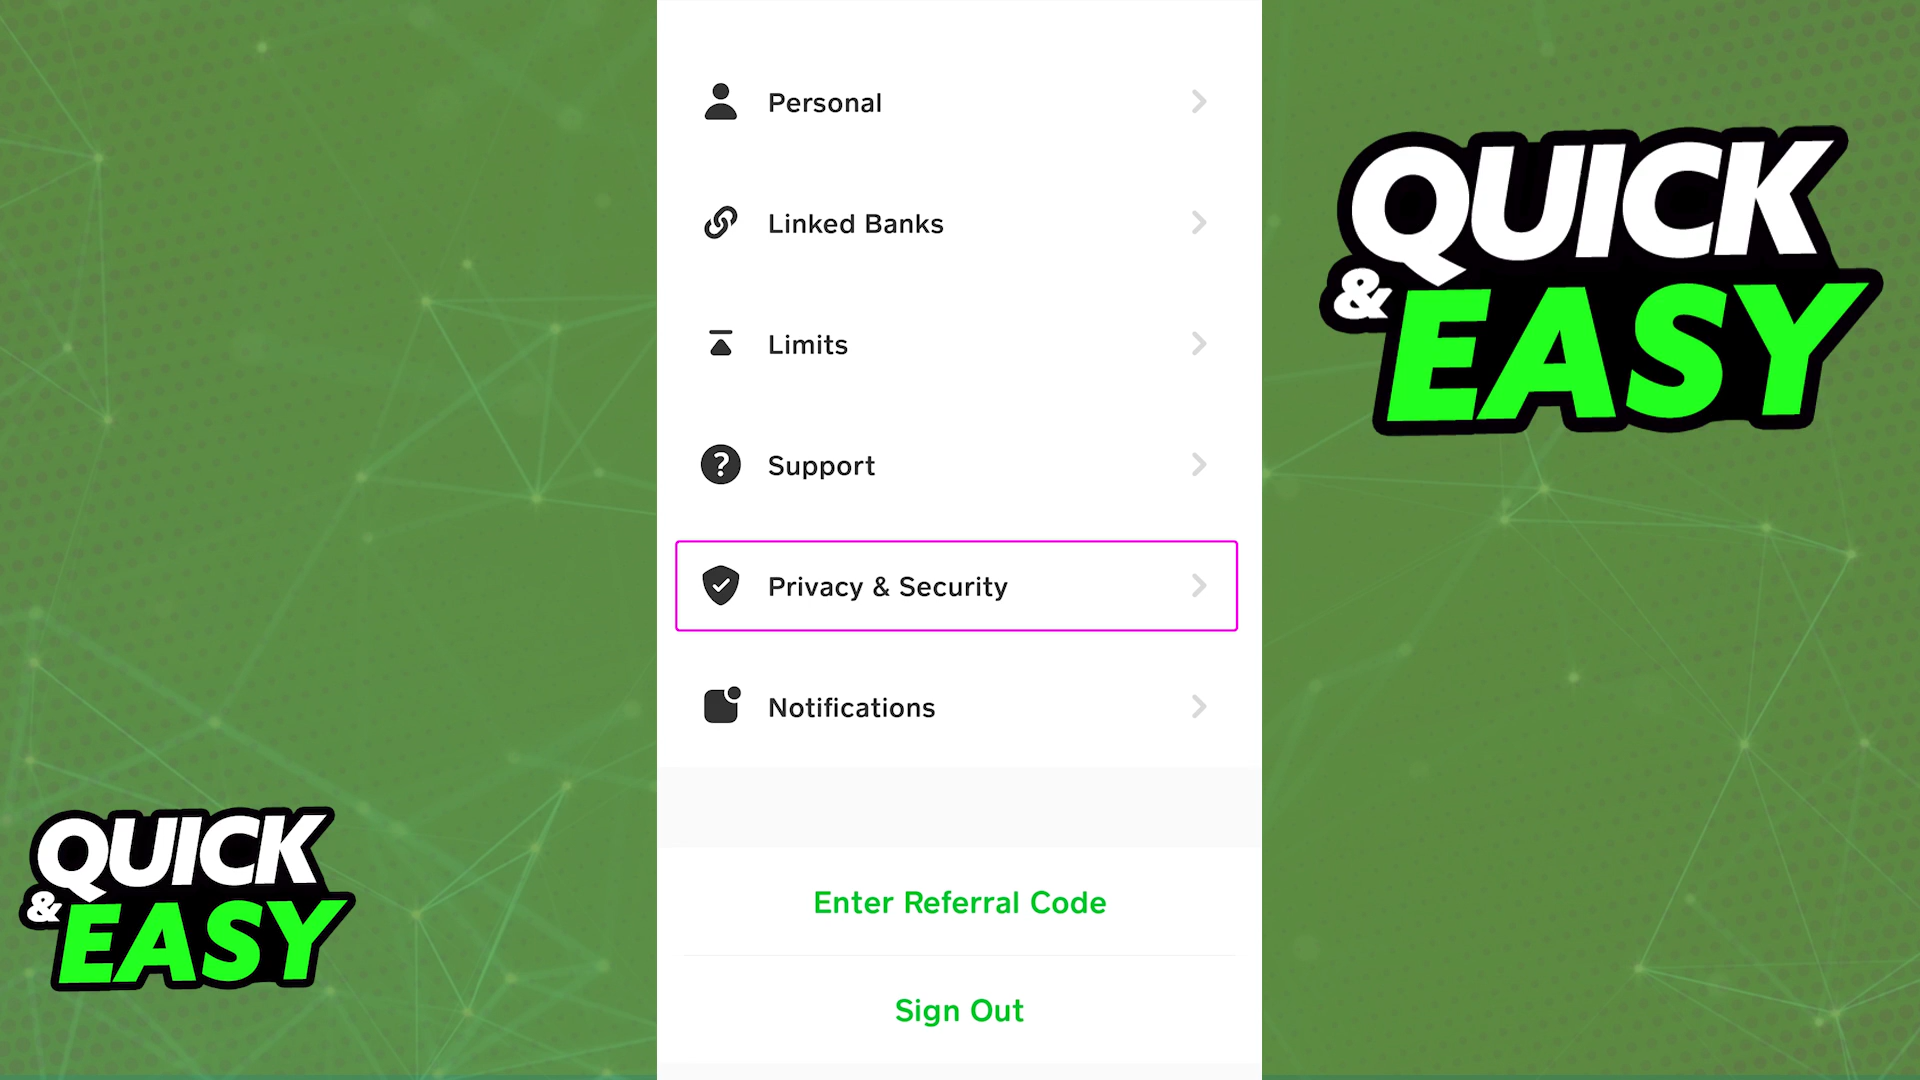 Personal
Linked Banks
Limits
Support
Privacy & Security
Notifications
Enter Referral Code
Sign Out
QUICK
& EASY
QUICK
& EASY